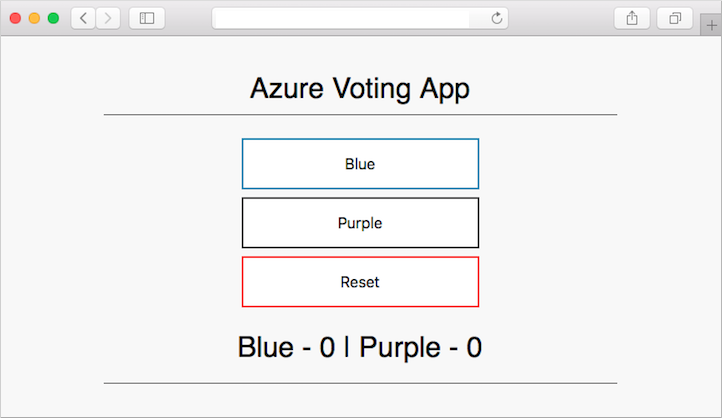 Azure Voting App
Blue
Purple
Reset
Blue - 0 | Purple - 0